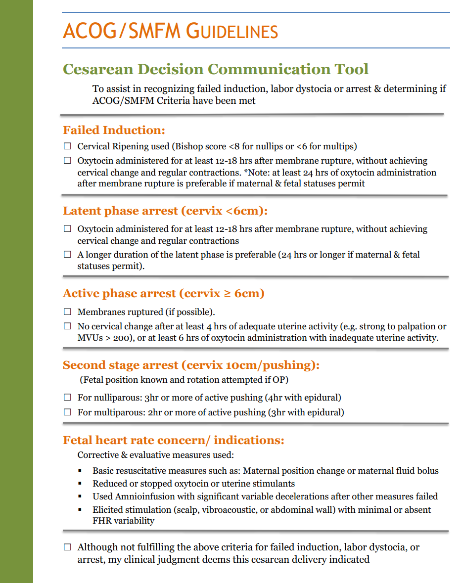 ACOG/SMFM GUIDELINES
Cesarean Decision Communication Tool
To assist in recognizing failed induction, labor dystocia or arrest & determining if
ACOG/SMFM Criteria have been met
Failed Induction:
☐ Cervical Ripening used (Bishop score <8 for nullips or <6 for multips)
☐ Oxytocin administered for at least 12-18 hrs after membrane rupture, without achieving
cervical change and regular contractions. *Note: at least 24 hrs of oxytocin administration
after membrane rupture is preferable if maternal & fetal statuses permit
Latent phase arrest (cervix <6cm):
☐ Oxytocin administered for at least 12-18 hrs after membrane rupture, without achieving
cervical change and regular contractions
☐ A longer duration of the latent phase is preferable (24 hrs or longer if maternal & fetal
statuses permit).
Active phase arrest (cervix ≥ 6cm)
☐ Membranes ruptured (if possible).
☐ No cervical change after at least 4 hrs of adequate uterine activity (e.g. strong to palpation or
MVUs > 200), or at least 6 hrs of oxytocin administration with inadequate uterine activity.
Second stage arrest (cervix 10cm/pushing):
(Fetal position known and rotation attempted if OP)
☐ For nulliparous: 3hr or more of active pushing (4hr with epidural)
☐ For multiparous: 2hr or more of active pushing (3hr with epidural)
Fetal heart rate concern/ indications:
Corrective & evaluative measures used:
▪ Basic resuscitative measures such as: Maternal position change or maternal fluid bolus
▪ Reduced or stopped oxytocin or uterine stimulants
▪ Used Amnioinfusion with significant variable decelerations after other measures failed
▪ Elicited stimulation (scalp, vibroacoustic, or abdominal wall) with minimal or absent
FHR variability
☐ Although not fulfilling the above criteria for failed induction, labor dystocia, or
arrest, my clinical judgment deems this cesarean delivery indicated